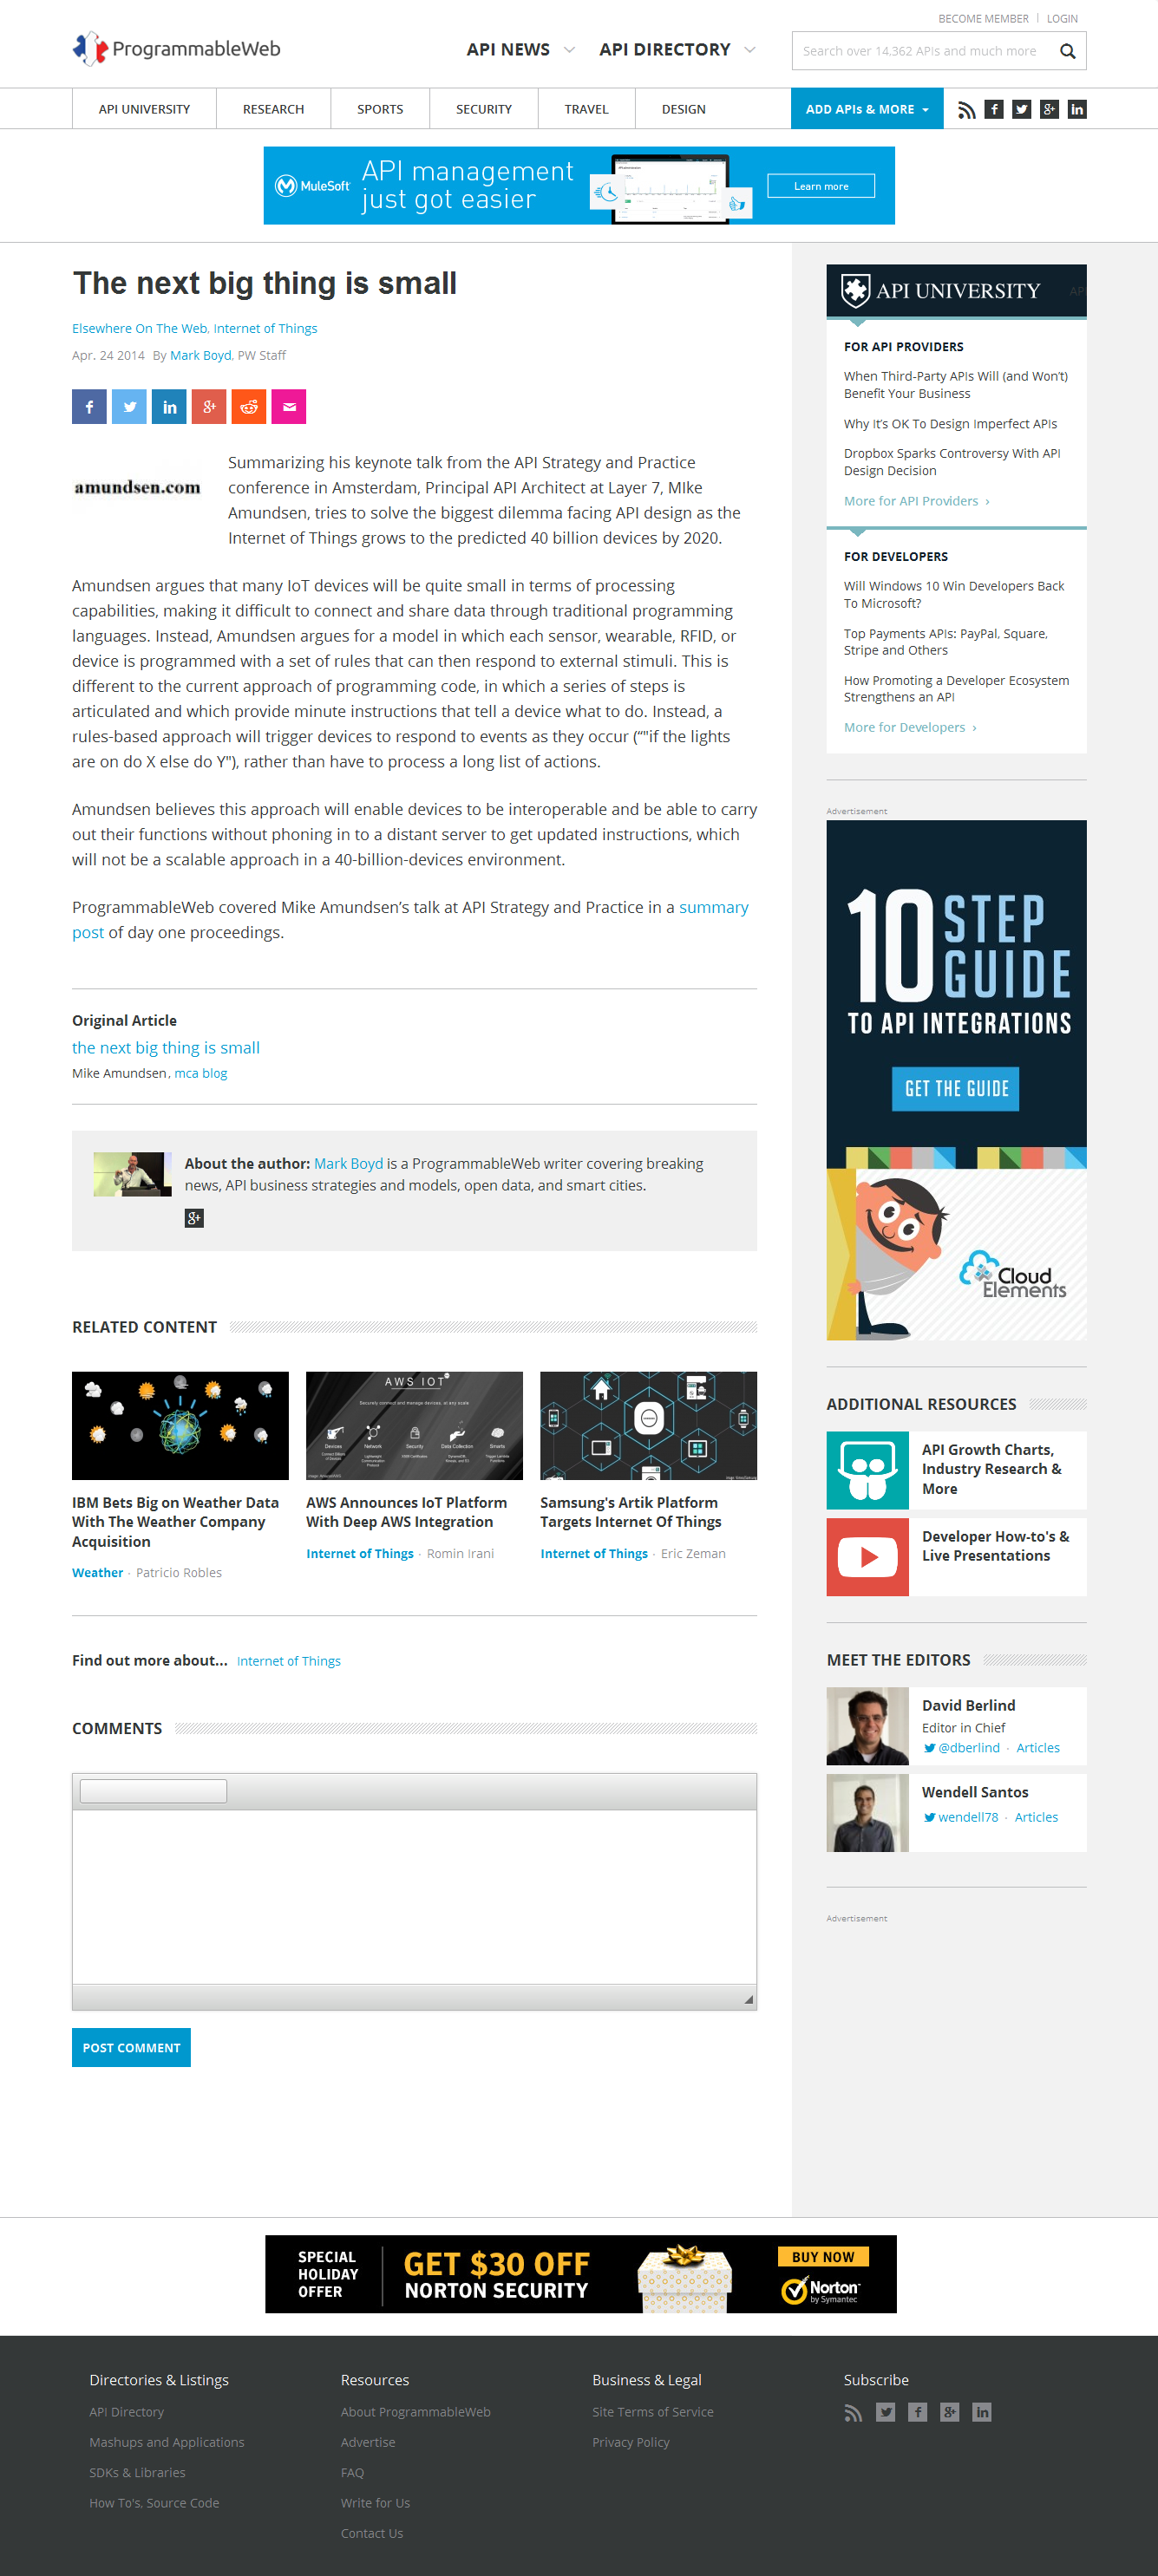 BECOME MEMBER | LOGIN
ProgrammableWeb
API NEWS
API DIRECTORY
Search over 14,362 APIs and much more
API UNIVERSITY
RESEARCH
SPORTS
SECURITY
TRAVEL
DESIGN
ADD APIs & MORE
MuleSoft
API management
just got easier
Learn more
The next big thing is small
Elsewhere On The Web, Internet of Things
Apr. 24 2014 By Mark Boyd, PW Staff
amundsen.com
Summarizing his keynote talk from the API Strategy and Practice
conference in Amsterdam, Principal API Architect at Layer 7, MIke
Amundsen, tries to solve the biggest dilemma facing API design as the
Internet of Things grows to the predicted 40 billion devices by 2020.
Amundsen argues that many IoT devices will be quite small in terms of processing
capabilities, making it difficult to connect and share data through traditional programming
languages. Instead, Amundsen argues for a model in which each sensor, wearable, RFID, or
device is programmed with a set of rules that can then respond to external stimuli. This is
different to the current approach of programming code, in which a series of steps is
articulated and which provide minute instructions that tell a device what to do. Instead, a
rules-based approach will trigger devices to respond to events as they occur (“"if the lights
are on do X else do Y"), rather than have to process a long list of actions.
Amundsen believes this approach will enable devices to be interoperable and be able to carry
out their functions without phoning in to a distant server to get updated instructions, which
will not be a scalable approach in a 40-billion-devices environment.
ProgrammableWeb covered Mike Amundsen’s talk at API Strategy and Practice in a summary
post of day one proceedings.
Original Article
the next big thing is small
Mike Amundsen, mca blog
About the author: Mark Boyd is a ProgrammableWeb writer covering breaking
news, API business strategies and models, open data, and smart cities.
RELATED CONTENT
AWS IOT
Securely connect and manage devices, at any scale
Devices
Network
Security
Data Collection
Smarts
IBM Bets Big on Weather Data
With The Weather Company
Acquisition
Weather · Patricio Robles
AWS Announces IoT Platform
With Deep AWS Integration
Internet of Things · Romin Irani
Samsung's Artik Platform
Targets Internet Of Things
Internet of Things · Eric Zeman
Find out more about... Internet of Things
COMMENTS
POST COMMENT
API UNIVERSITY
AP
FOR API PROVIDERS
When Third-Party APIs Will (and Won’t)
Benefit Your Business
Why It’s OK To Design Imperfect APIs
Dropbox Sparks Controversy With API
Design Decision
More for API Providers ›
FOR DEVELOPERS
Will Windows 10 Win Developers Back
To Microsoft?
Top Payments APIs: PayPal, Square,
Stripe and Others
How Promoting a Developer Ecosystem
Strengthens an API
More for Developers ›
Advertisement
10 STEP
GUIDE
TO API INTEGRATIONS
GET THE GUIDE
Cloud
Elements
ADDITIONAL RESOURCES
API Growth Charts,
Industry Research &
More
Developer How-to's &
Live Presentations
MEET THE EDITORS
David Berlind
Editor in Chief
@dberlind · Articles
Wendell Santos
wendell78 · Articles
Advertisement
SPECIAL
HOLIDAY
OFFER
GET $30 OFF
NORTON SECURITY
BUY NOW
Norton
by Symantec
Directories & Listings
API Directory
Mashups and Applications
SDKs & Libraries
How To's, Source Code
Resources
About ProgrammableWeb
Advertise
FAQ
Write for Us
Contact Us
Business & Legal
Site Terms of Service
Privacy Policy
Subscribe